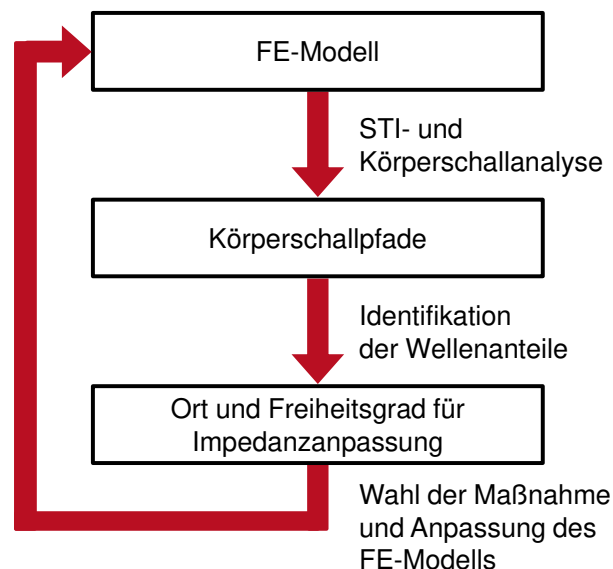 FE-Modell
STI- und
Körperschallanalyse
Körperschallpfade
Identifikation
der Wellenanteile
Ort und Freiheitsgrad für
Impedanzanpassung
Wahl der Maßnahme
und Anpassung des
FE-Modells